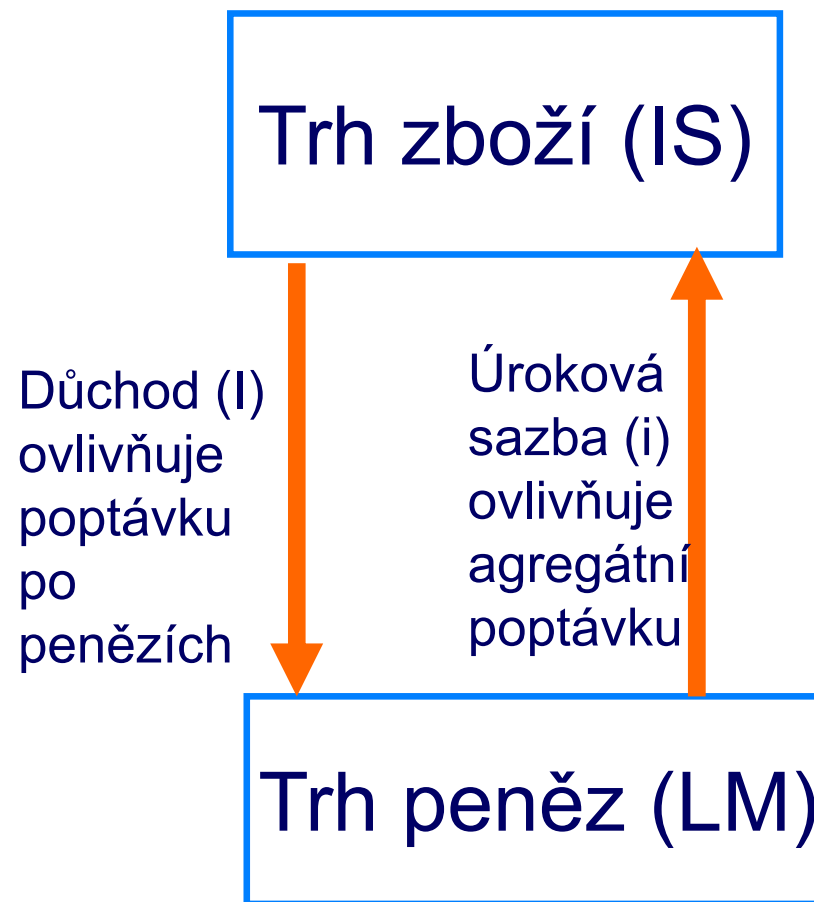 Trh zboží (IS)
Důchod (I)
ovlivňuje
poptávku
po
penězích
Úroková
sazba (i)
ovlivňuje
agregátní
poptávku
Trh peněz (LM)